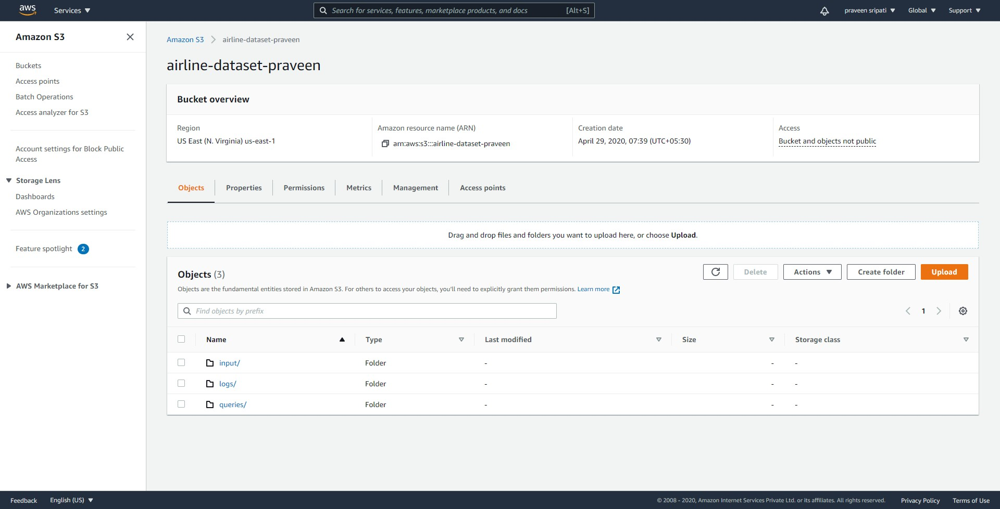 aws
Services
Search for services, features, marketplace products, and docs [Alt+S]
praveen sripati
Global
Support
Amazon S3
Buckets
Access points
Batch Operations
Access analyzer for S3
Account settings for Block Public
Access
Storage Lens
Dashboards
AWS Organizations settings
Feature spotlight 2
AWS Marketplace for S3
Amazon S3 airline-dataset-praveen
airline-dataset-praveen
Bucket overview
Region
US East (N. Virginia) us-east-1
Amazon resource name (ARN)
arn:aws:s3:::airline-dataset-praveen
Creation date
April 29, 2020, 07:39 (UTC+05:30)
Access
Bucket and objects not public
Objects Properties Permissions Metrics Management Access points
Drag and drop files and folders you want to upload here, or choose Upload.
Objects (3)
Delete Actions Create folder Upload
Objects are the fundamental entities stored in Amazon S3. For others to access your objects, you'll need to explicitly grant them permissions. Learn more
Find objects by prefix
1
Name Type Last modified Size Storage class
input/ Folder - - -
logs/ Folder - - -
queries/ Folder - - -
Feedback English (US)
© 2008 - 2020, Amazon Internet Services Private Ltd. or its affiliates. All rights reserved. Privacy Policy Terms of Use